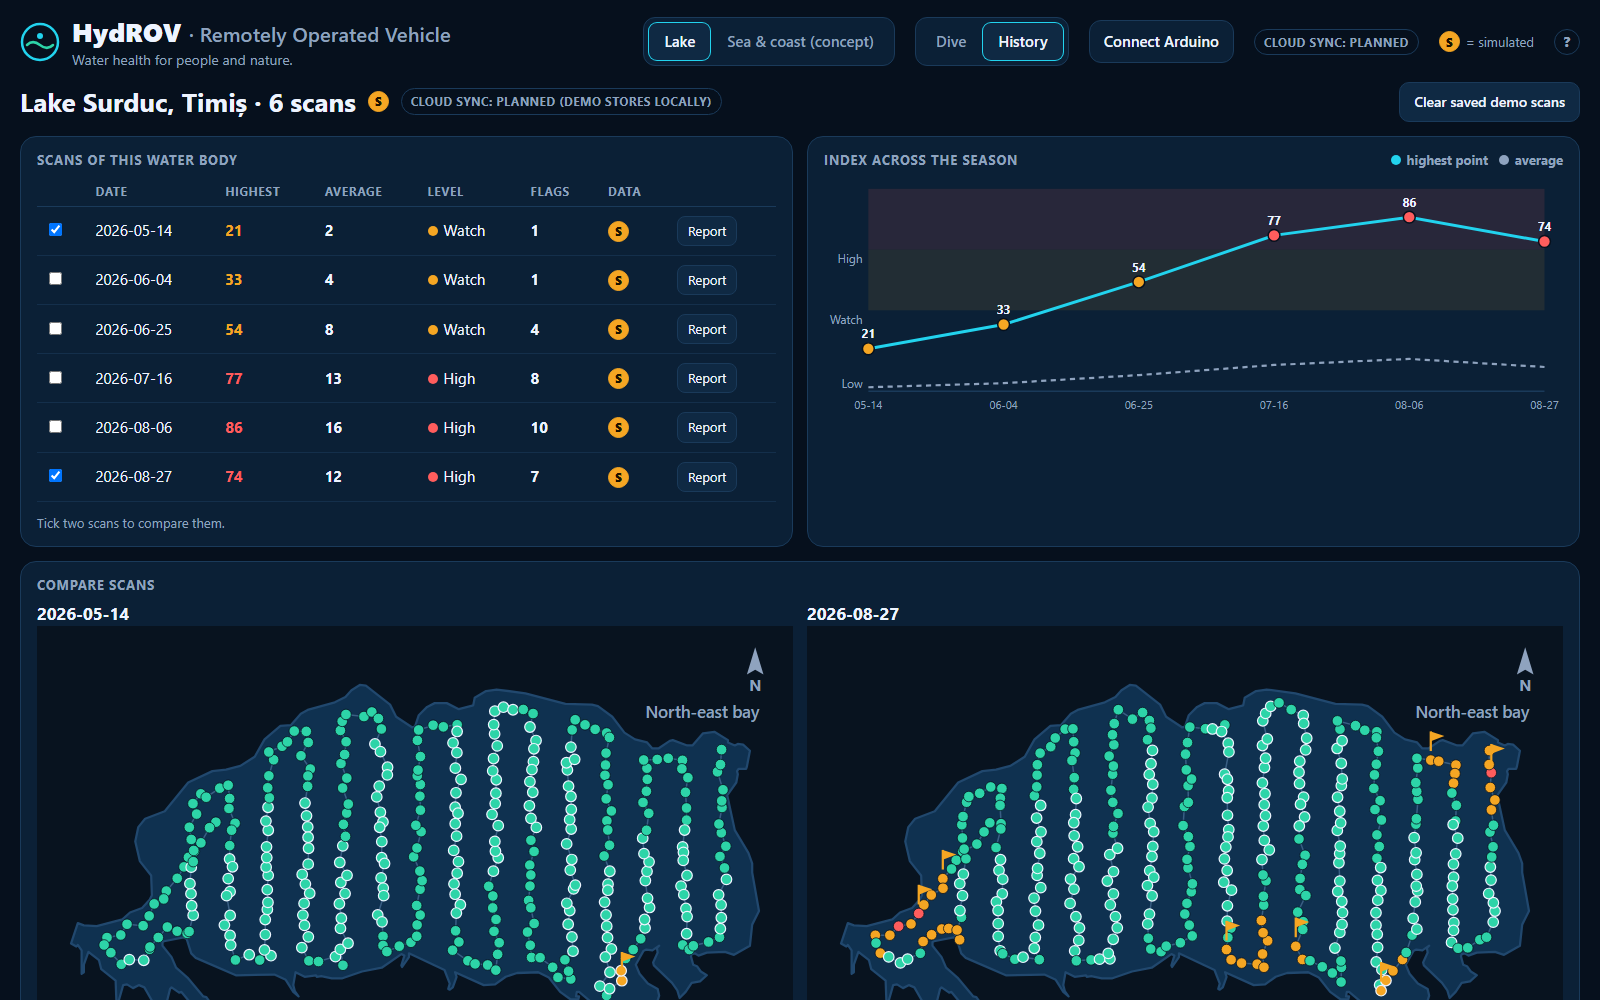 HydROV · Remotely Operated Vehicle
Water health for people and nature.
Lake
Sea & coast (concept)
Dive
History
Connect Arduino
CLOUD SYNC: PLANNED
S = simulated
?
Lake Surduc, Timiș · 6 scans S
CLOUD SYNC: PLANNED (DEMO STORES LOCALLY)
Clear saved demo scans
SCANS OF THIS WATER BODY
DATE HIGHEST AVERAGE LEVEL FLAGS DATA
2026-05-14 21 2 Watch 1 S Report
2026-06-04 33 4 Watch 1 S Report
2026-06-25 54 8 Watch 4 S Report
2026-07-16 77 13 High 8 S Report
2026-08-06 86 16 High 10 S Report
2026-08-27 74 12 High 7 S Report
Tick two scans to compare them.
INDEX ACROSS THE SEASON
highest point average
86
77
74
High
54
33
Watch
21
Low
05-14 06-04 06-25 07-16 08-06 08-27
COMPARE SCANS
2026-05-14
N
North-east bay
2026-08-27
N
North-east bay